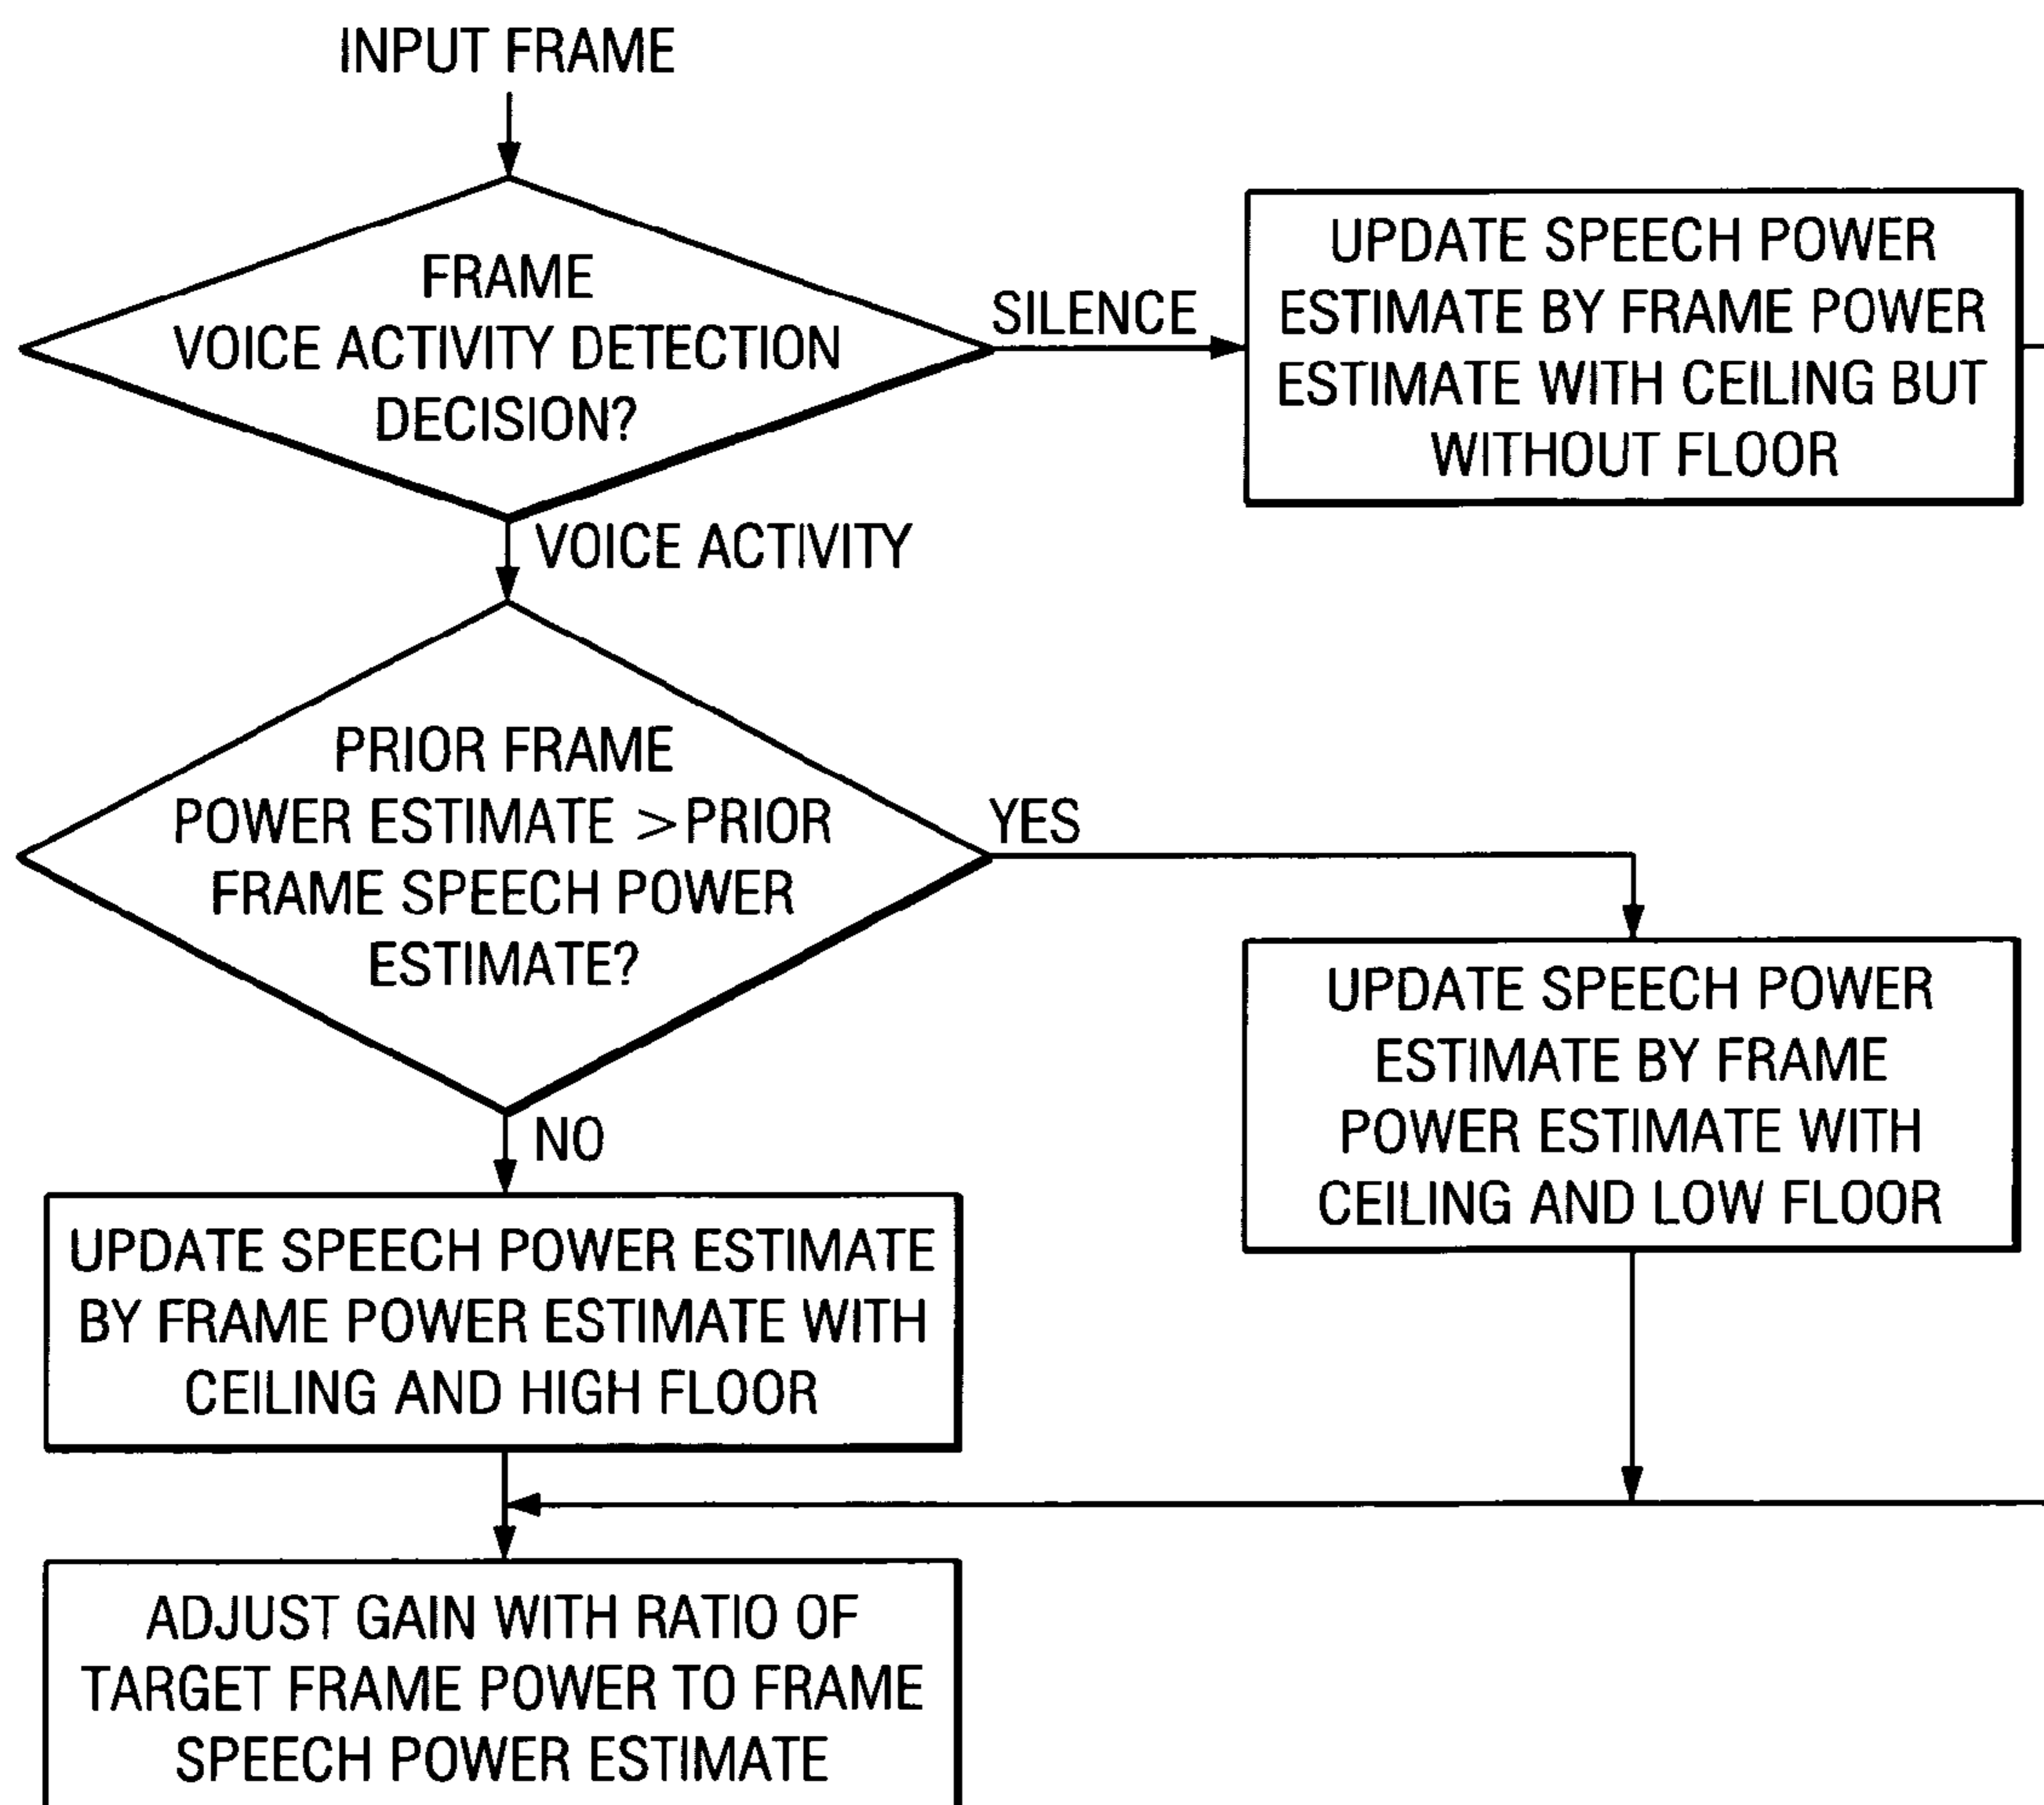 INPUT FRAME
FRAME
VOICE ACTIVITY DETECTION
DECISION?
SILENCE
UPDATE SPEECH POWER
ESTIMATE BY FRAME POWER
ESTIMATE WITH CEILING BUT
WITHOUT FLOOR
VOICE ACTIVITY
PRIOR FRAME
POWER ESTIMATE >PRIOR
FRAME SPEECH POWER
ESTIMATE?
YES
UPDATE SPEECH POWER
ESTIMATE BY FRAME
POWER ESTIMATE WITH
CEILING AND LOW FLOOR
NO
UPDATE SPEECH POWER ESTIMATE
BY FRAME POWER ESTIMATE WITH
CEILING AND HIGH FLOOR
ADJUST GAIN WITH RATIO OF
TARGET FRAME POWER TO FRAME
SPEECH POWER ESTIMATE